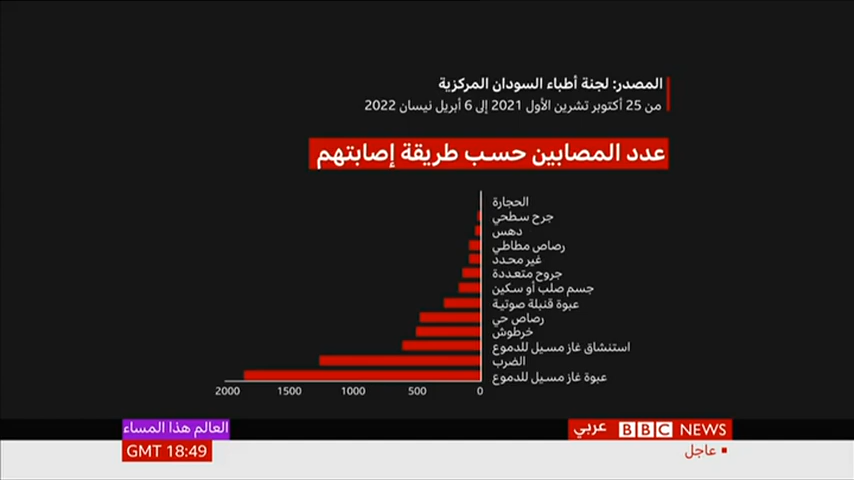 المصدر: لجنة أطباء السودان المركزية
من 25 أكتوبر تشرين الأول 2021 إلى 6 أبريل نيسان 2022
عدد المصابين حسب طريقة إصابتهم
الحجارة
جرح سطحي
دهس
رصاص مطاطي
غير محدد
جروح متعددة
جسم صلب أو سكين
عبوة قنبلة صوتية
رصاص حي
خرطوش
استنشاق غاز مسيل للدموع
الضرب
عبوة غاز مسيل للدموع
0 500 1000 1500 2000
العالم هذا المساء
GMT 18:49
عربي BBC NEWS
عاجل